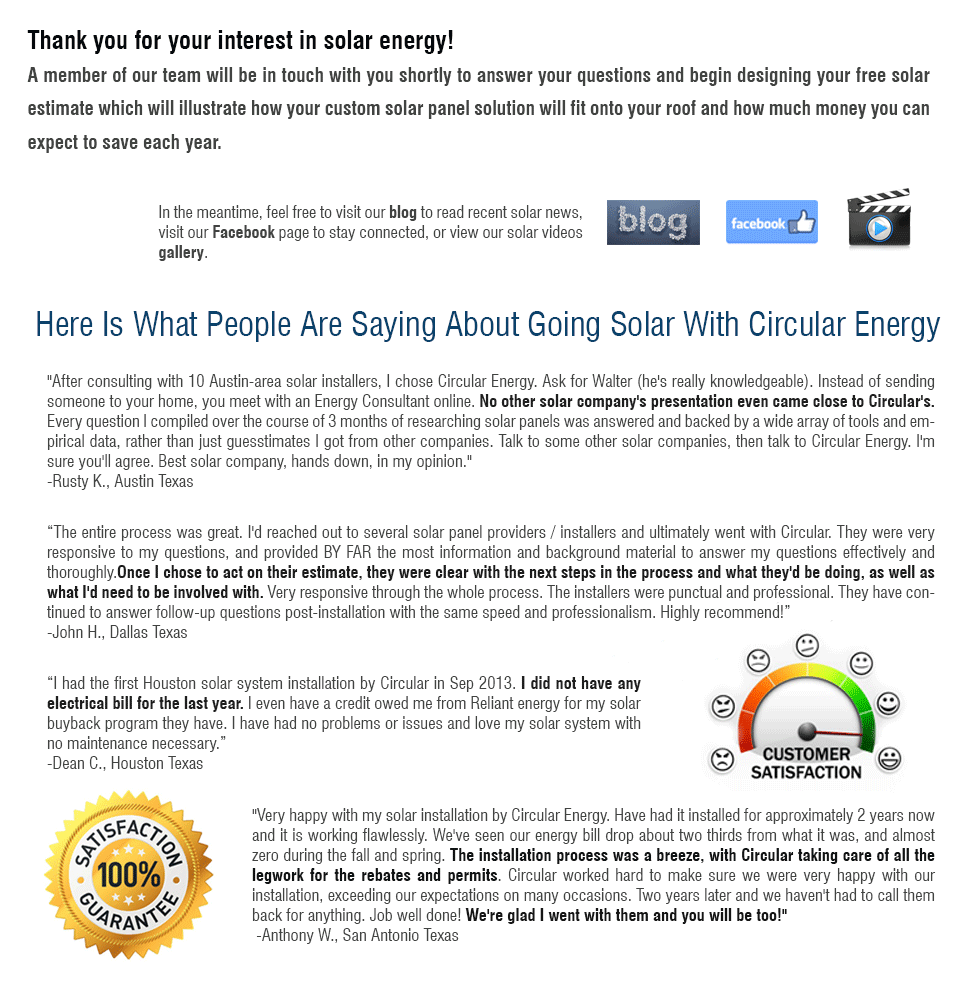 Thank you for your interest in solar energy!
A member of our team will be in touch with you shortly to answer your questions and begin designing your free solar
estimate which will illustrate how your custom solar panel solution will fit onto your roof and how much money you can
expect to save each year.
In the meantime, feel free to visit our blog to read recent solar news,
visit our Facebook page to stay connected, or view our solar videos
gallery.
blog
facebook
Here Is What People Are Saying About Going Solar With Circular Energy
"After consulting with 10 Austin-area solar installers, I chose Circular Energy. Ask for Walter (he's really knowledgeable). Instead of sending
someone to your home, you meet with an Energy Consultant online. No other solar company's presentation even came close to Circular's.
Every question I compiled over the course of 3 months of researching solar panels was answered and backed by a wide array of tools and em-
pirical data, rather than just guesstimates I got from other companies. Talk to some other solar companies, then talk to Circular Energy. I'm
sure you'll agree. Best solar company, hands down, in my opinion."
-Rusty K., Austin Texas
“The entire process was great. I'd reached out to several solar panel providers / installers and ultimately went with Circular. They were very
responsive to my questions, and provided BY FAR the most information and background material to answer my questions effectively and
thoroughly.Once I chose to act on their estimate, they were clear with the next steps in the process and what they'd be doing, as well as
what I'd need to be involved with. Very responsive through the whole process. The installers were punctual and professional. They have con-
tinued to answer follow-up questions post-installation with the same speed and professionalism. Highly recommend!”
-John H., Dallas Texas
“I had the first Houston solar system installation by Circular in Sep 2013. I did not have any
electrical bill for the last year. I even have a credit owed me from Reliant energy for my solar
buyback program they have. I have had no problems or issues and love my solar system with
no maintenance necessary.”
-Dean C., Houston Texas
CUSTOMER
SATISFACTION
SATISFACTION
100%
GUARANTEE
"Very happy with my solar installation by Circular Energy. Have had it installed for approximately 2 years now
and it is working flawlessly. We've seen our energy bill drop about two thirds from what it was, and almost
zero during the fall and spring. The installation process was a breeze, with Circular taking care of all the
legwork for the rebates and permits. Circular worked hard to make sure we were very happy with our
installation, exceeding our expectations on many occasions. Two years later and we haven't had to call them
back for anything. Job well done! We're glad I went with them and you will be too!"
-Anthony W., San Antonio Texas